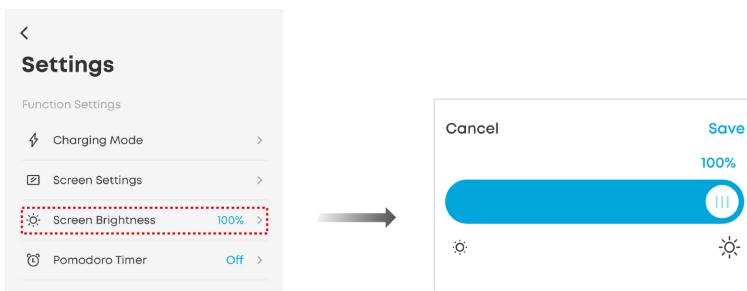 Settings
Function Settings
Charging Mode
Screen Settings
Screen Brightness 100%
Pomodoro Timer Off
Cancel Save
100%